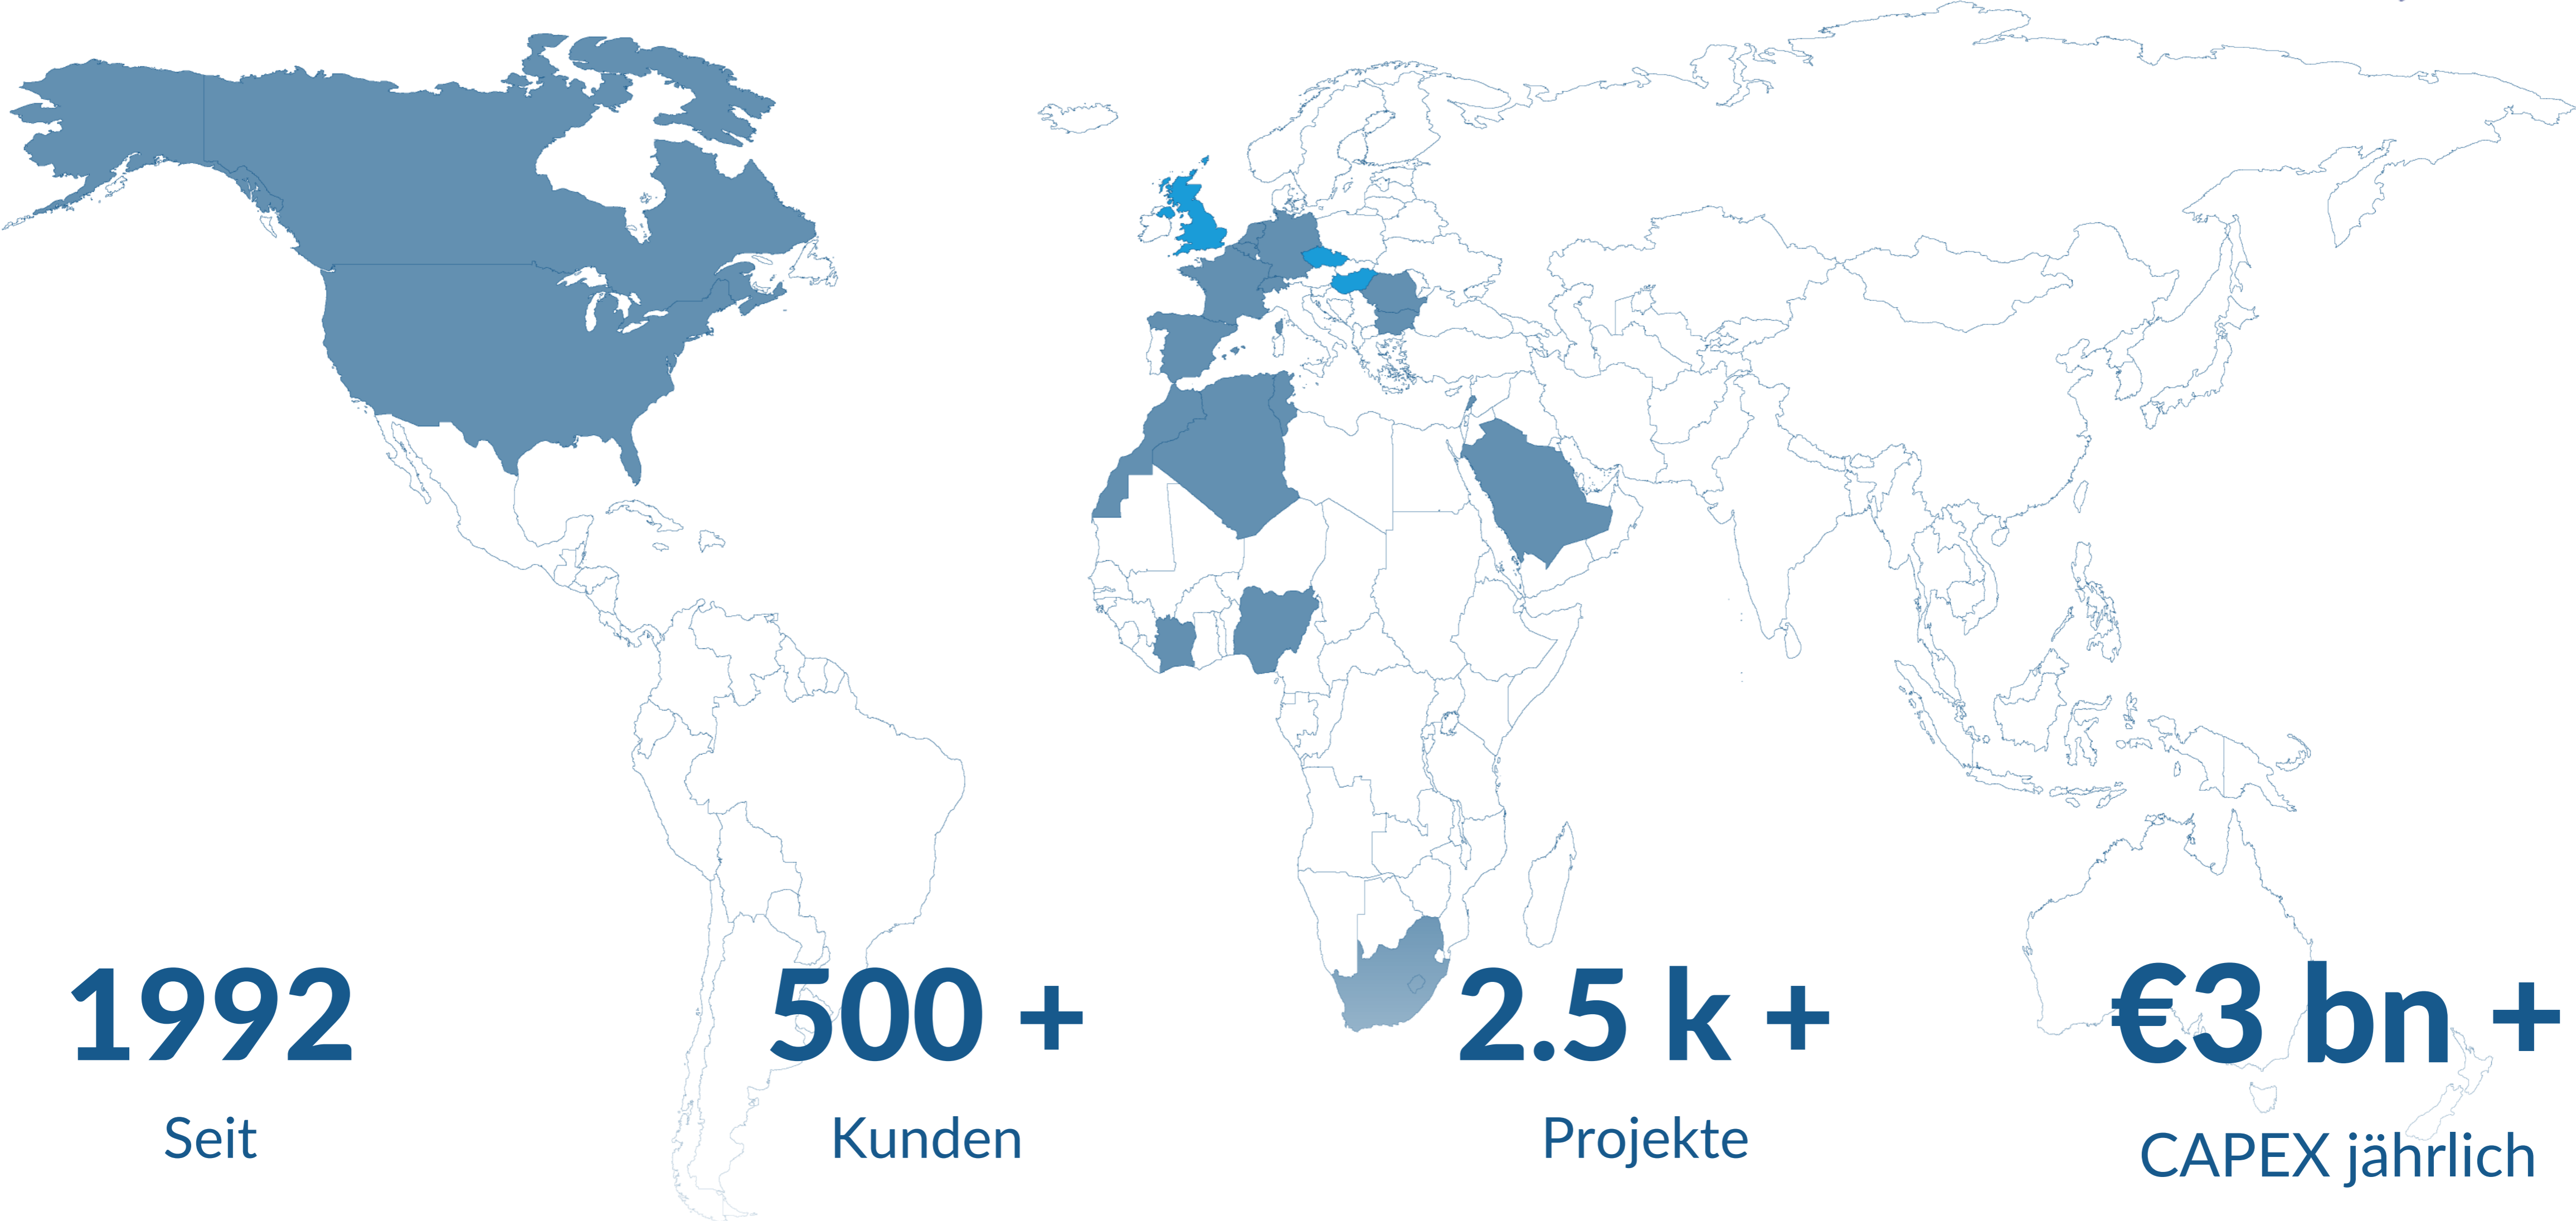 1992
Seit
500 +
Kunden
2.5 k +
Projekte
€3 bn +
CAPEX jährlich